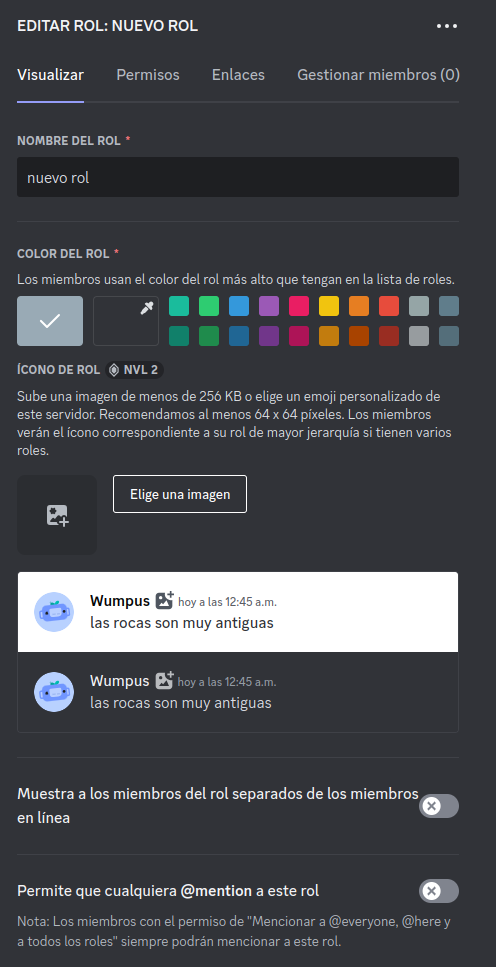 EDITAR ROL: NUEVO ROL
Visualizar Permisos Enlaces Gestionar miembros (0)
NOMBRE DEL ROL *
nuevo rol
COLOR DEL ROL *
Los miembros usan el color del rol más alto que tengan en la lista de roles.
ÍCONO DE ROL NVL 2
Sube una imagen de menos de 256 KB o elige un emoji personalizado de
este servidor. Recomendamos al menos 64 x 64 píxeles. Los miembros
verán el ícono correspondiente a su rol de mayor jerarquía si tienen varios
roles.
Elige una imagen
Wumpus hoy a las 12:45 a.m.
las rocas son muy antiguas
Wumpus hoy a las 12:45 a.m.
las rocas son muy antiguas
Muestra a los miembros del rol separados de los miembros
en línea
Permite que cualquiera @mention a este rol
Nota: Los miembros con el permiso de "Mencionar a @everyone, @here y
a todos los roles" siempre podrán mencionar a este rol.